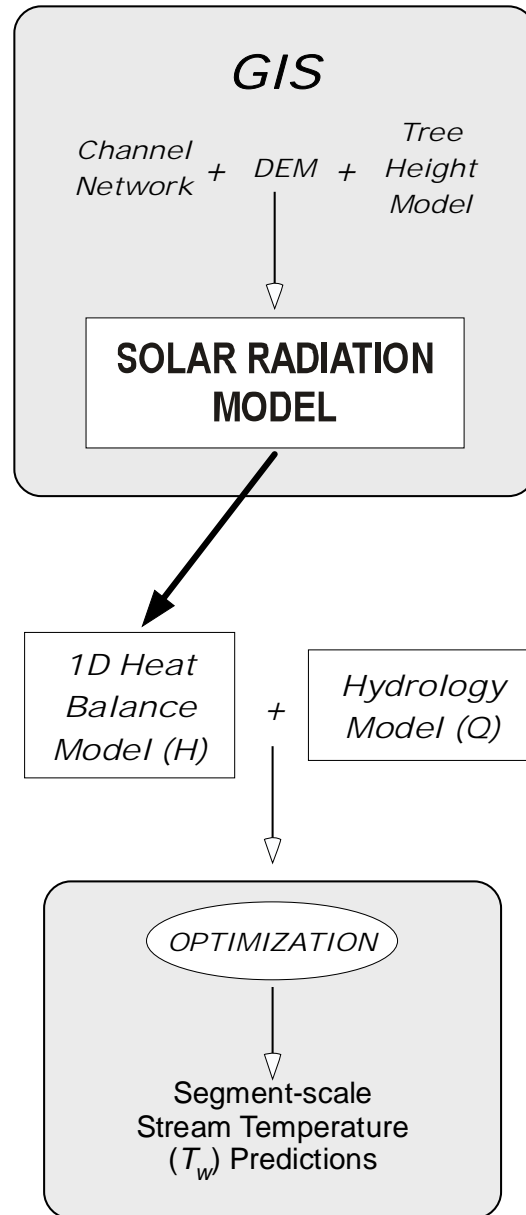 GIS
Channel
Network + DEM + Tree
Height
Model
SOLAR RADIATION
MODEL
1D Heat
Balance
Model (H)
+
Hydrology
Model (Q)
OPTIMIZATION
Segment-scale
Stream Temperature
(Tw) Predictions